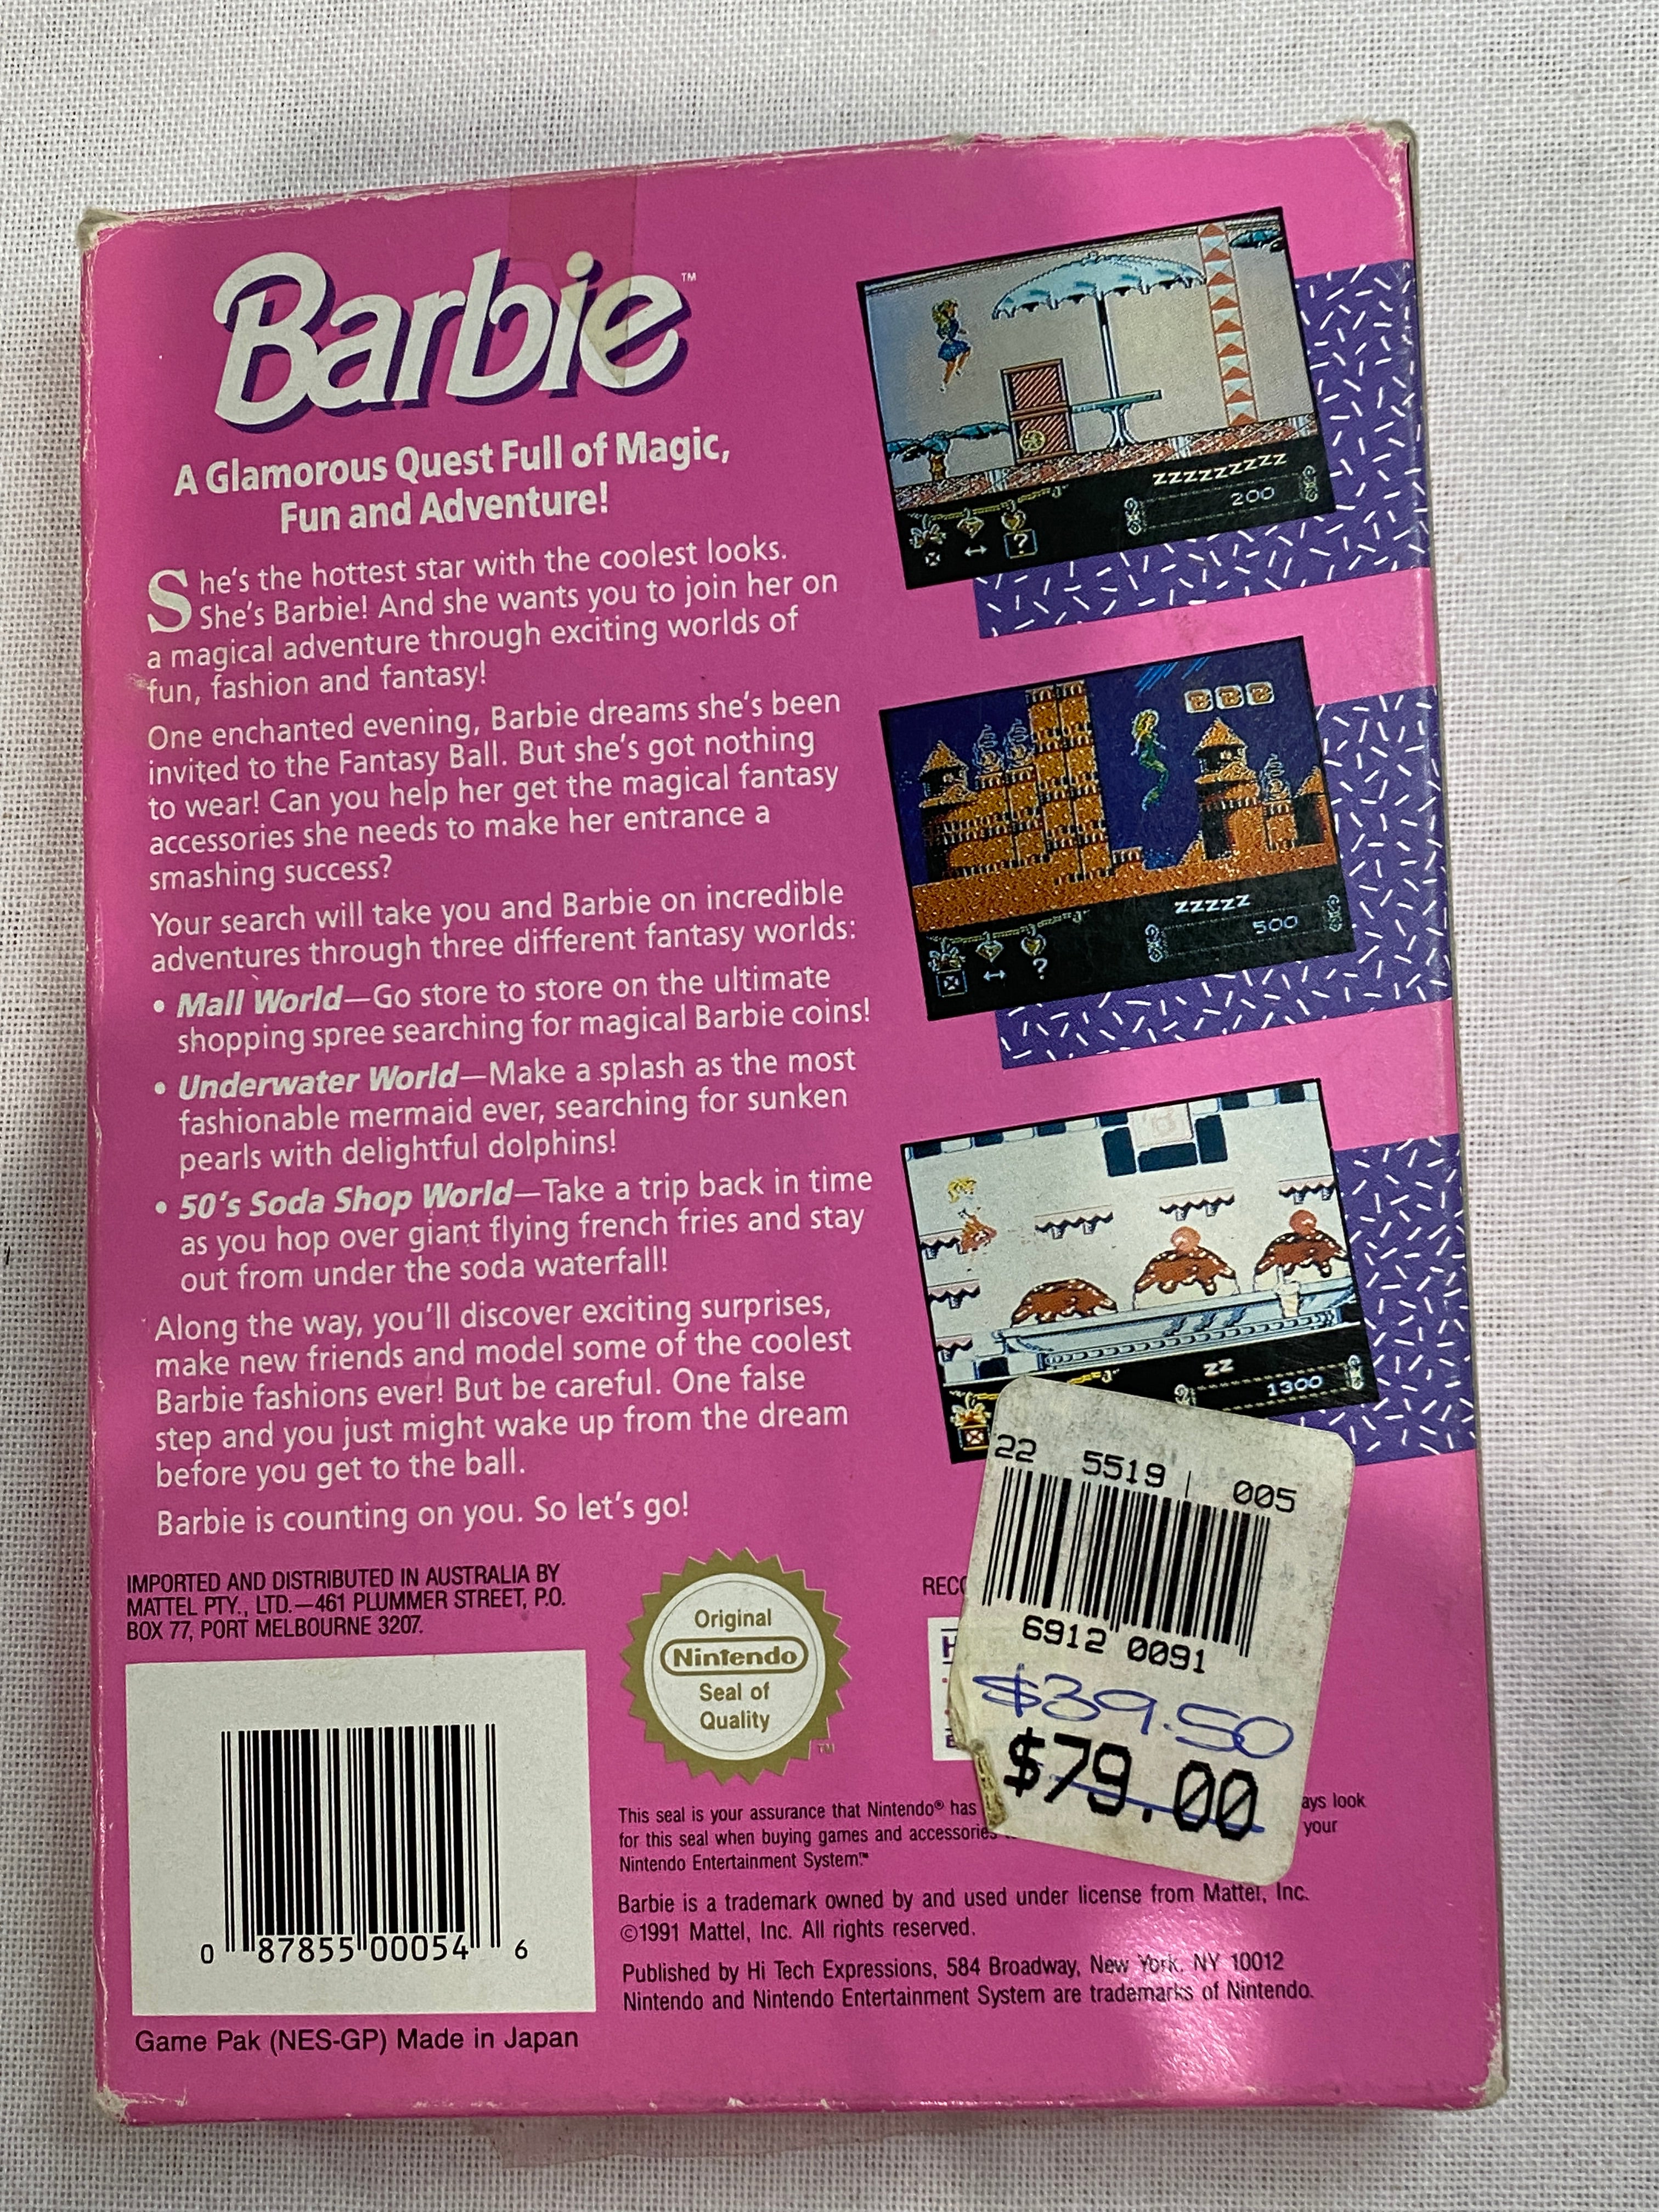 Barbie™
A Glamorous Quest Full of Magic,
Fun and Adventure!
She's the hottest star with the coolest looks.
She's Barbie! And she wants you to join her on
a magical adventure through exciting worlds of
fun, fashion and fantasy!
One enchanted evening, Barbie dreams she's been
invited to the Fantasy Ball. But she's got nothing
to wear! Can you help her get the magical fantasy
accessories she needs to make her entrance a
smashing success?
Your search will take you and Barbie on incredible
adventures through three different fantasy worlds:
• Mall World—Go store to store on the ultimate
shopping spree searching for magical Barbie coins!
• Underwater World—Make a splash as the most
fashionable mermaid ever, searching for sunken
pearls with delightful dolphins!
• 50's Soda Shop World—Take a trip back in time
as you hop over giant flying french fries and stay
out from under the soda waterfall!
Along the way, you'll discover exciting surprises,
make new friends and model some of the coolest
Barbie fashions ever! But be careful. One false
step and you just might wake up from the dream
before you get to the ball.
Barbie is counting on you. So let's go!
ZZZZZZZZZ
200
?
B B B
ZZZZZ
500
?
B
ZZ
1300
22 5519 005
6912 0091
$39.50
$79.00
IMPORTED AND DISTRIBUTED IN AUSTRALIA BY
MATTEL PTY., LTD.—461 PLUMMER STREET, P.O.
BOX 77, PORT MELBOURNE 3207.
Original
Nintendo
Seal of
Quality
TM
0 87855 00054 6
Game Pak (NES-GP) Made in Japan
This seal is your assurance that Nintendo® has look
for this seal when buying games and accessories your
Nintendo Entertainment System.™
Barbie is a trademark owned by and used under license from Mattel, Inc.
©1991 Mattel, Inc. All rights reserved.
Published by Hi Tech Expressions, 584 Broadway, New York, NY 10012
Nintendo and Nintendo Entertainment System are trademarks of Nintendo.